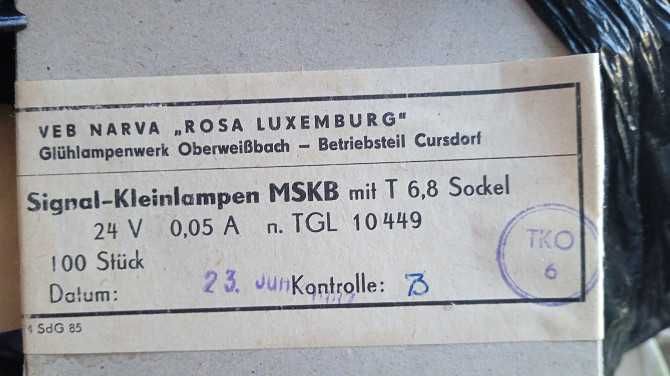 VEB NARVA „ROSA LUXEMBURG"
Glühlampenwerk Oberweißbach – Betriebsteil Cursdorf
Signal-Kleinlampen MSKB mit T 6,8 Sockel
24 V 0,05 A n. TGL 10 449
100 Stück
Datum: 23. Jun Kontrolle: B
TKO
6
SdG 85